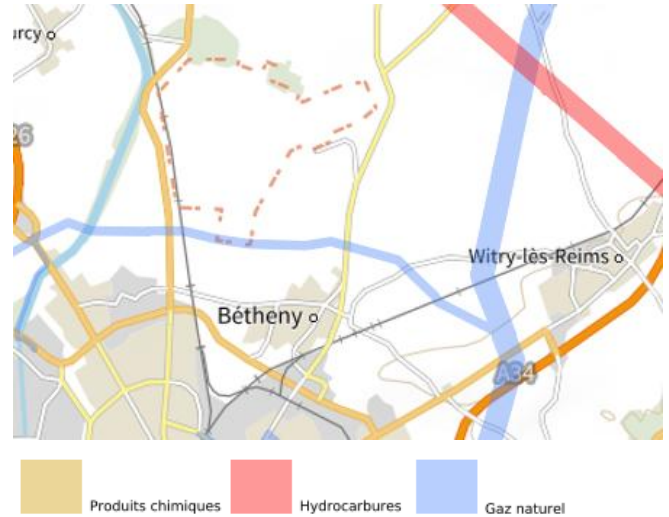 urcy
26
Witry-lès-Reims
Bétheny
A34
Produits chimiques
Hydrocarbures
Gaz naturel